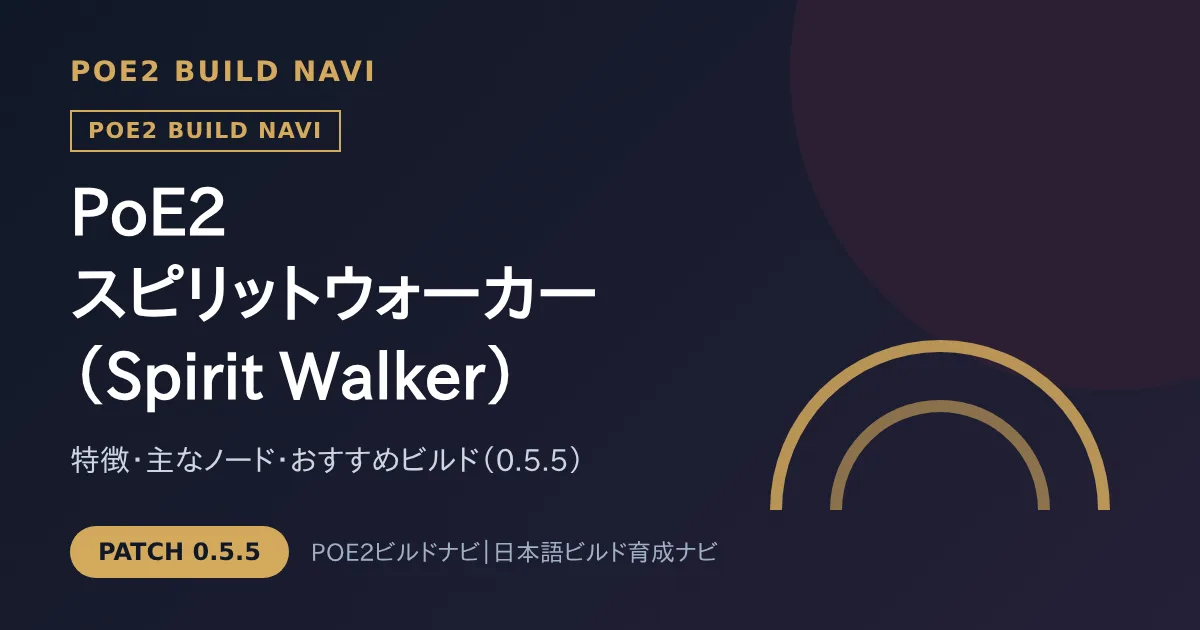 POE2 BUILD NAVI
POE2 BUILD NAVI
PoE2
スピリットウォーカー
（Spirit Walker）
特徴・主なノード・おすすめビルド（0.5.5）
PATCH 0.5.5
POE2ビルドナビ|日本語ビルド育成ナビ